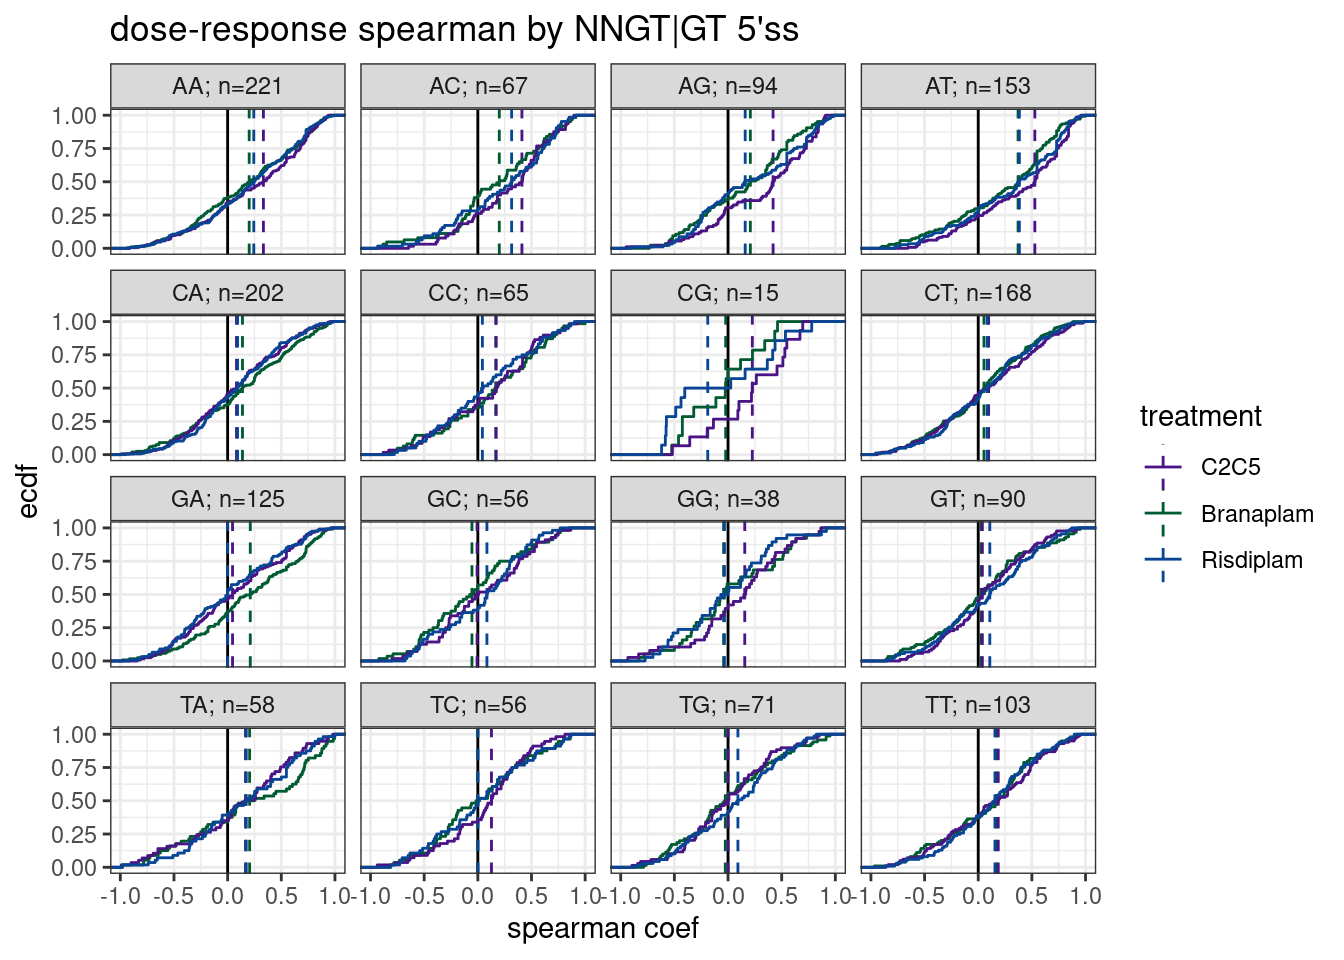 dose-response spearman by NNGT|GT 5'ss
AA; n=221
AC; n=67
AG; n=94
AT; n=153
1.00
0.75
0.50
0.25
0.00
CA; n=202
CC; n=65
CG; n=15
CT; n=168
1.00
0.75
0.50
0.25
0.00
GA; n=125
GC; n=56
GG; n=38
GT; n=90
1.00
0.75
0.50
0.25
0.00
TA; n=58
TC; n=56
TG; n=71
TT; n=103
1.00
0.75
0.50
0.25
0.00
-1.0 -0.5 0.0 0.5 1.0
-1.0 -0.5 0.0 0.5 1.0
-1.0 -0.5 0.0 0.5 1.0
-1.0 -0.5 0.0 0.5 1.0
spearman coef
ecdf
treatment
C2C5
Branaplam
Risdiplam